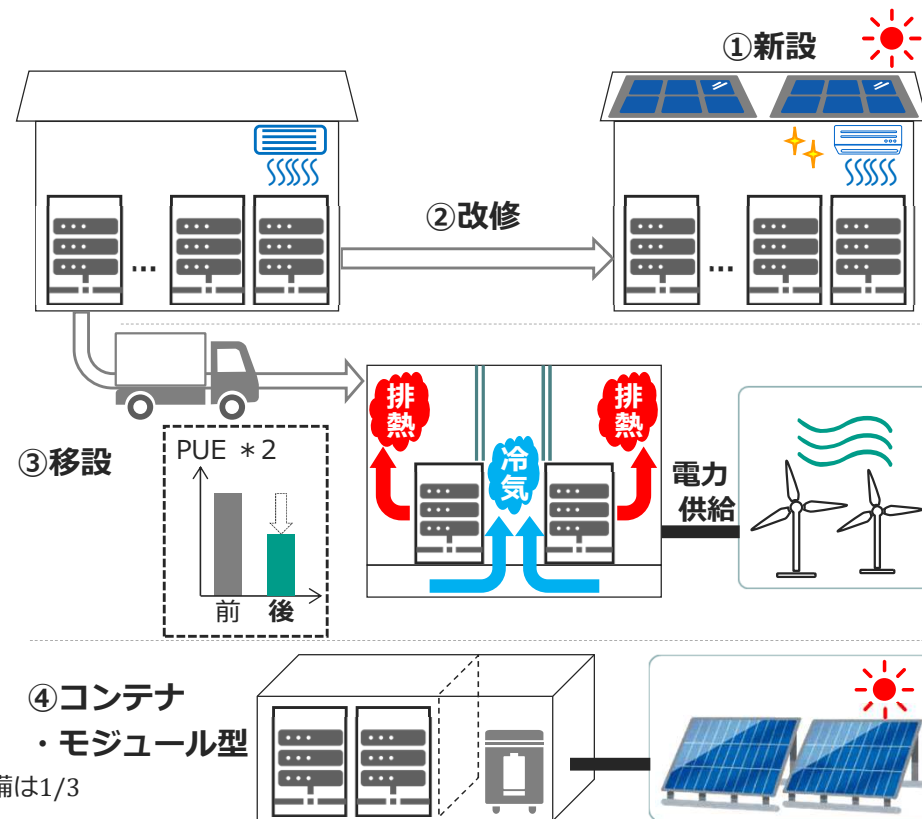 ①新設
②改修
...
...
③移設
PUE ＊2
前
後
排
熱
冷
気
排
熱
電力
供給
④コンテナ
・モジュール型
備は1/3